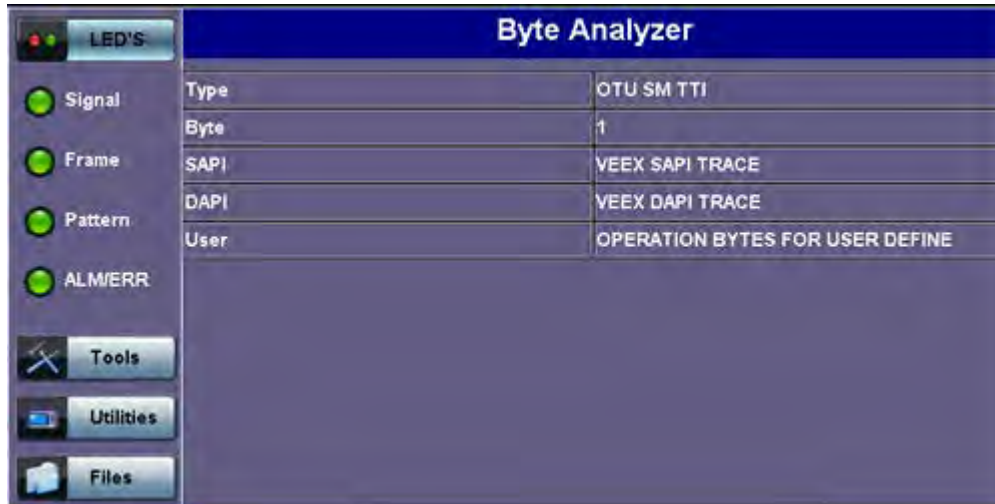 LED'S
Byte Analyzer
Signal
Frame
Pattern
ALM/ERR
Tools
Utilities
Files
Type OTU SM TTI
Byte 1
SAPI VEEX SAPI TRACE
DAPI VEEX DAPI TRACE
User OPERATION BYTES FOR USER DEFINE